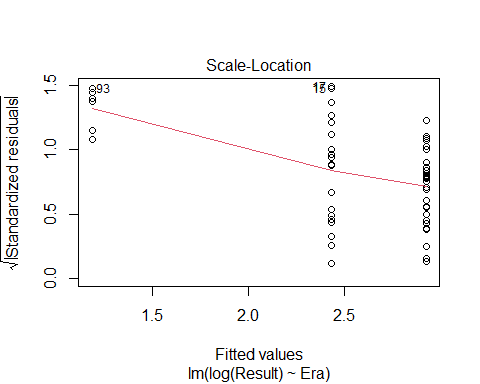 Scale-Location
√|Standardized residuals|
1.5
1.0
0.5
0.0
93
15
1.5
2.0
2.5
Fitted values
lm(log(Result) ~ Era)